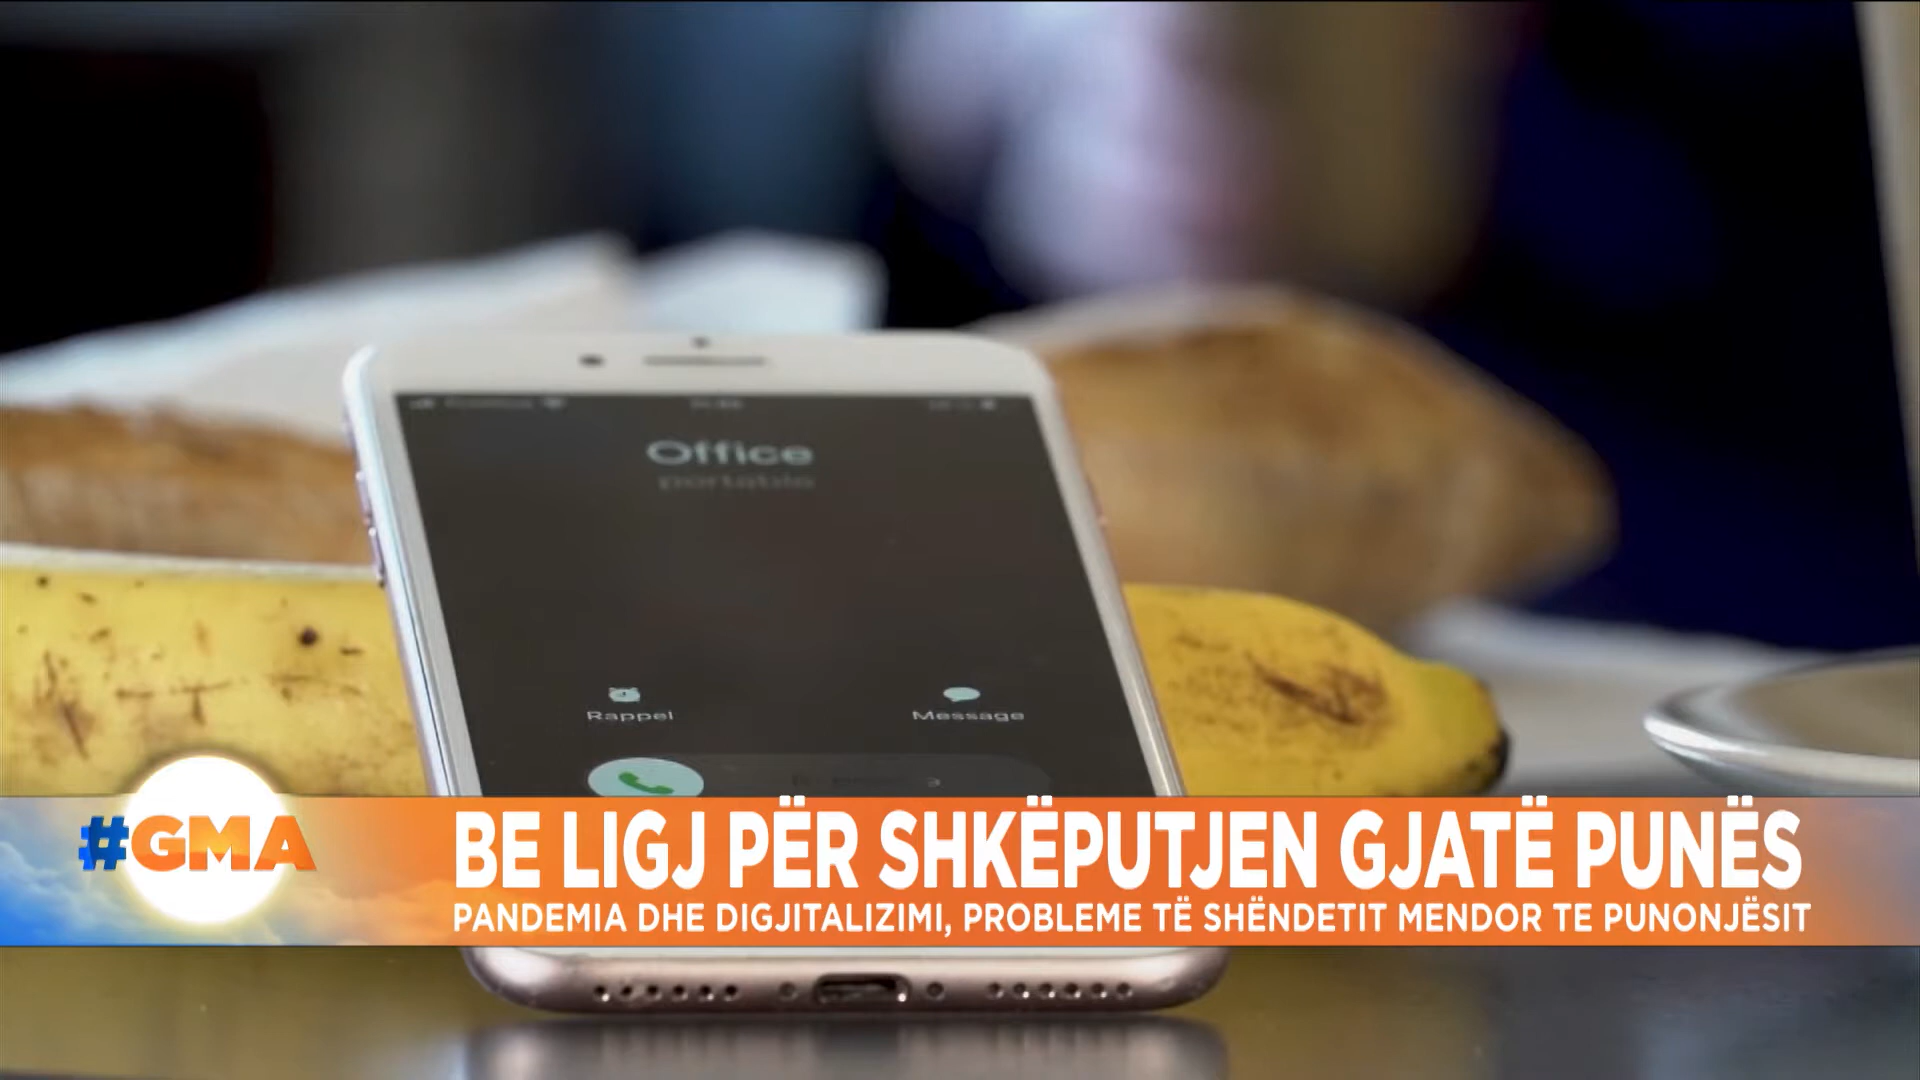 Office
portable
Rappel
Message
#GMA
BE LIGJ PËR SHKËPUTJEN GJATË PUNËS
PANDEMIA DHE DIGJITALIZIMI, PROBLEME TË SHËNDETIT MENDOR TE PUNONJËSIT